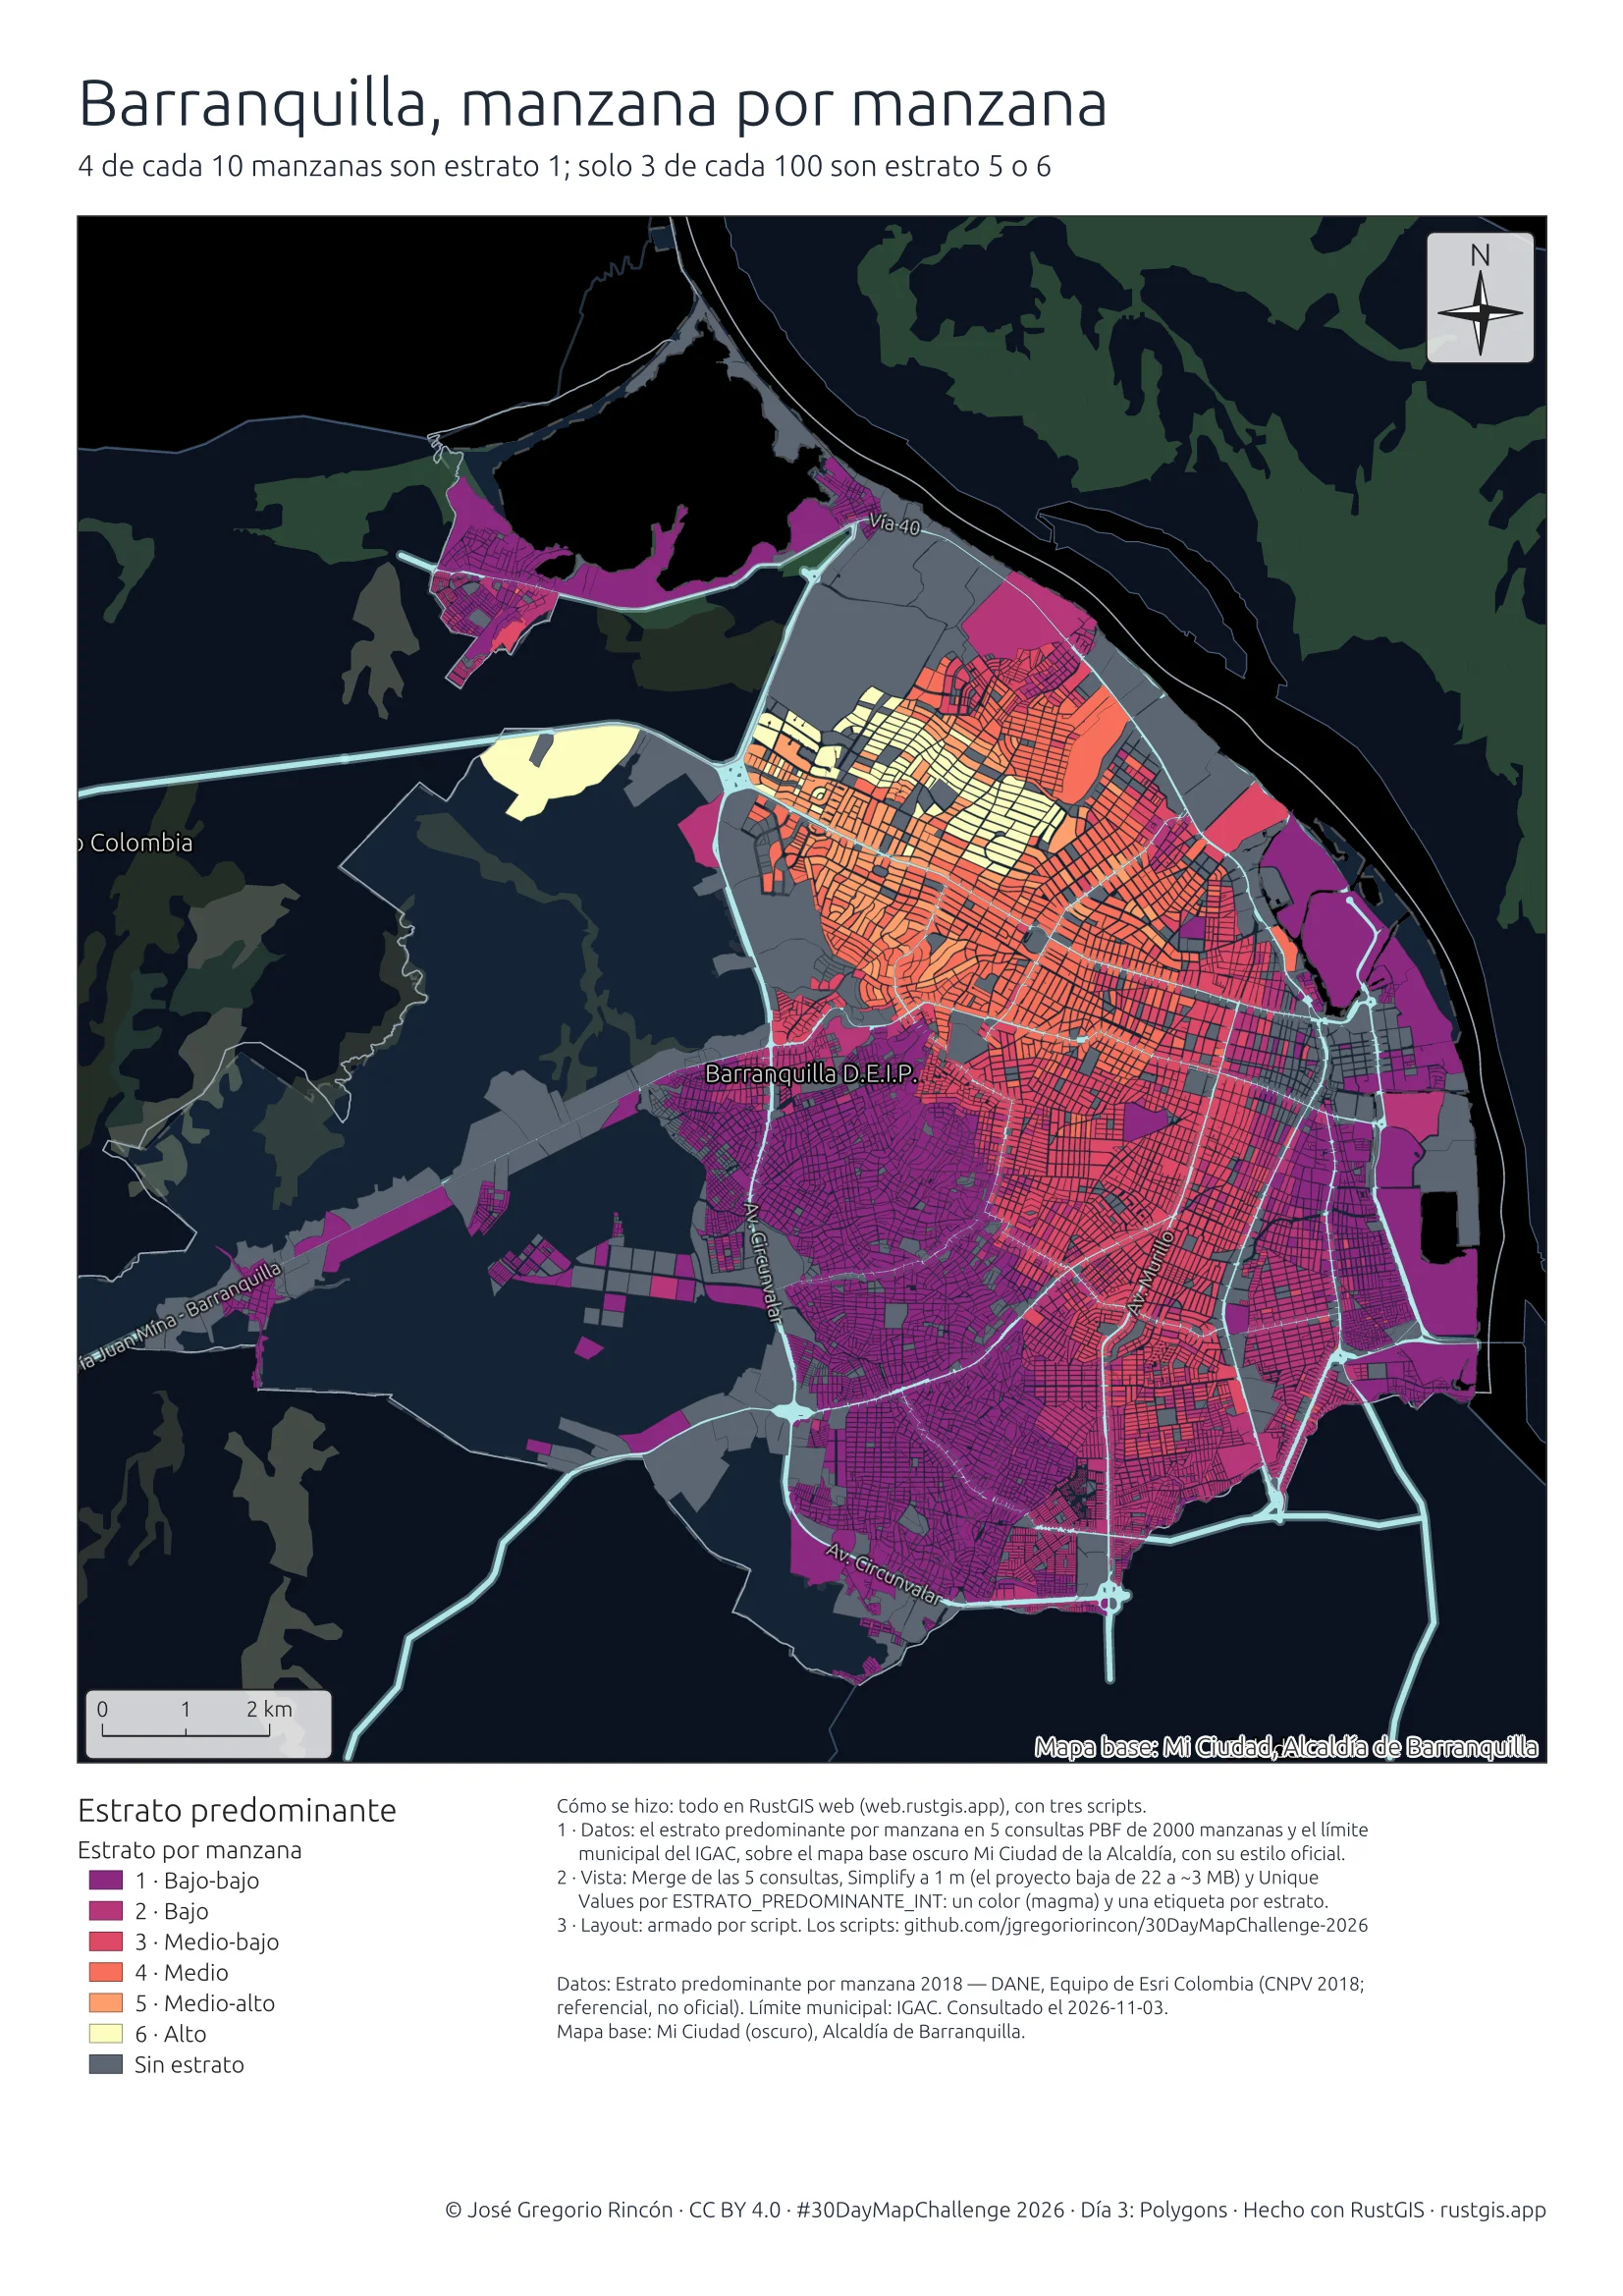 Barranquilla, manzana por manzana
4 de cada 10 manzanas son estrato 1; solo 3 de cada 100 son estrato 5 o 6
N
Vía 40
o Colombia
Barranquilla D.E.I.P.
Av. Circunvalar
Av. Murillo
ía Juan Mina - Barranquilla
Av. Circunvalar
0 1 2 km
Mapa base: Mi Ciudad, Alcaldía de Barranquilla
Estrato predominante
Estrato por manzana
1 · Bajo-bajo
2 · Bajo
3 · Medio-bajo
4 · Medio
5 · Medio-alto
6 · Alto
Sin estrato
Cómo se hizo: todo en RustGIS web (web.rustgis.app), con tres scripts.
1 · Datos: el estrato predominante por manzana en 5 consultas PBF de 2000 manzanas y el límite
municipal del IGAC, sobre el mapa base oscuro Mi Ciudad de la Alcaldía, con su estilo oficial.
2 · Vista: Merge de las 5 consultas, Simplify a 1 m (el proyecto baja de 22 a ~3 MB) y Unique
Values por ESTRATO_PREDOMINANTE_INT: un color (magma) y una etiqueta por estrato.
3 · Layout: armado por script. Los scripts: github.com/jgregoriorincon/30DayMapChallenge-2026
Datos: Estrato predominante por manzana 2018 — DANE, Equipo de Esri Colombia (CNPV 2018;
referencial, no oficial). Límite municipal: IGAC. Consultado el 2026-11-03.
Mapa base: Mi Ciudad (oscuro), Alcaldía de Barranquilla.
© José Gregorio Rincón · CC BY 4.0 · #30DayMapChallenge 2026 · Día 3: Polygons · Hecho con RustGIS · rustgis.app